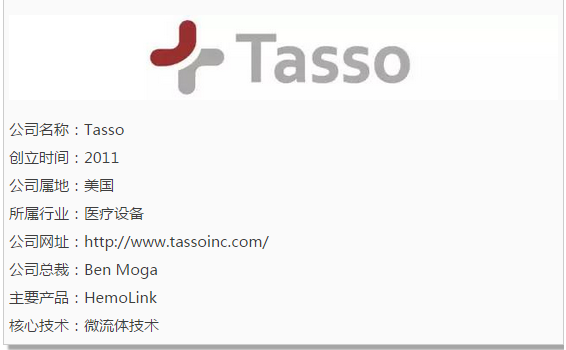 Tasso
公司名称：Tasso
创立时间：2011
公司属地：美国
所属行业：医疗设备
公司网址：http://www.tassoinc.com/
公司总裁：Ben Moga
主要产品：HemoLink
核心技术：微流体技术